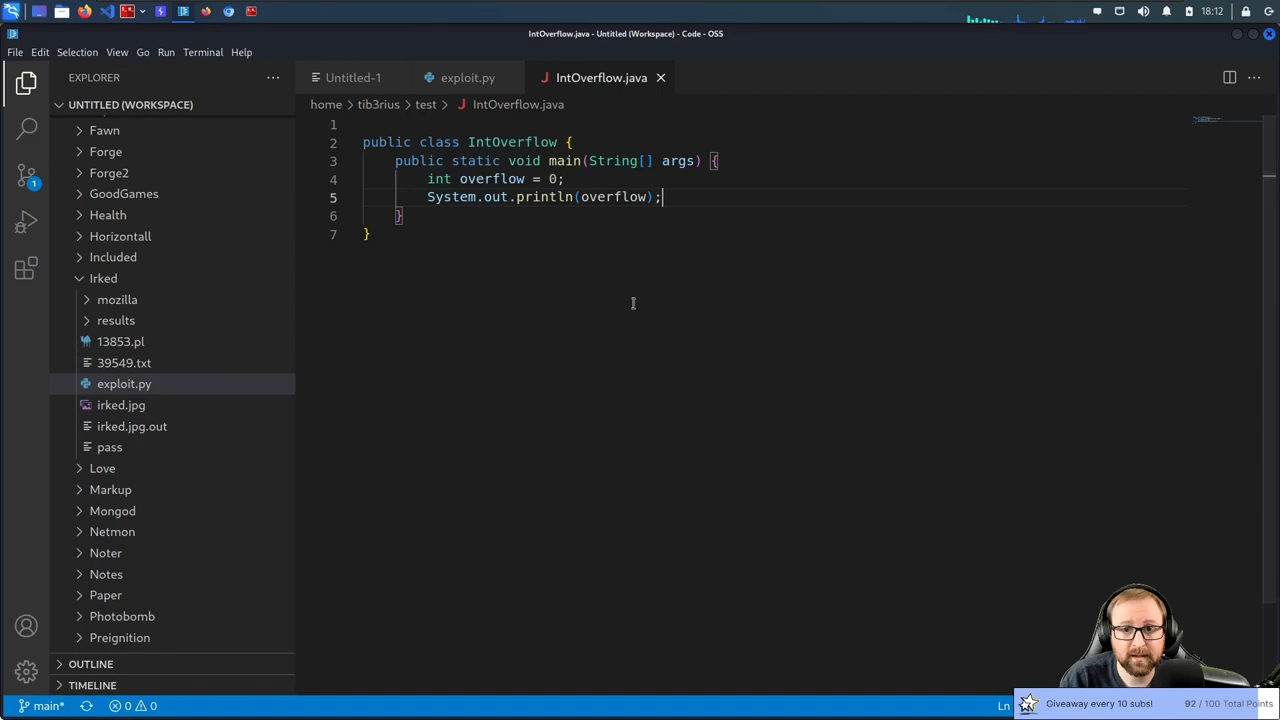 18:12
IntOverflow.java - Untitled (Workspace) - Code - OSS
File Edit Selection View Go Run Terminal Help
EXPLORER
Untitled-1
exploit.py
IntOverflow.java
UNTITLED (WORKSPACE)
home > tib3rius > test > IntOverflow.java
Fawn
Forge
Forge2
GoodGames
Health
Horizontall
Included
Irked
mozilla
results
13853.pl
39549.txt
exploit.py
irked.jpg
irked.jpg.out
pass
Love
Markup
Mongod
Netmon
Noter
Notes
Paper
Photobomb
Preignition
OUTLINE
TIMELINE
1
1
2 public class IntOverflow {
3 public static void main(String[] args) {
4 int overflow = 0;
5 System.out.println(overflow);
6 }
7 }
main* 0 0
Ln
Giveaway every 10 subs! 92 / 100 Total Points